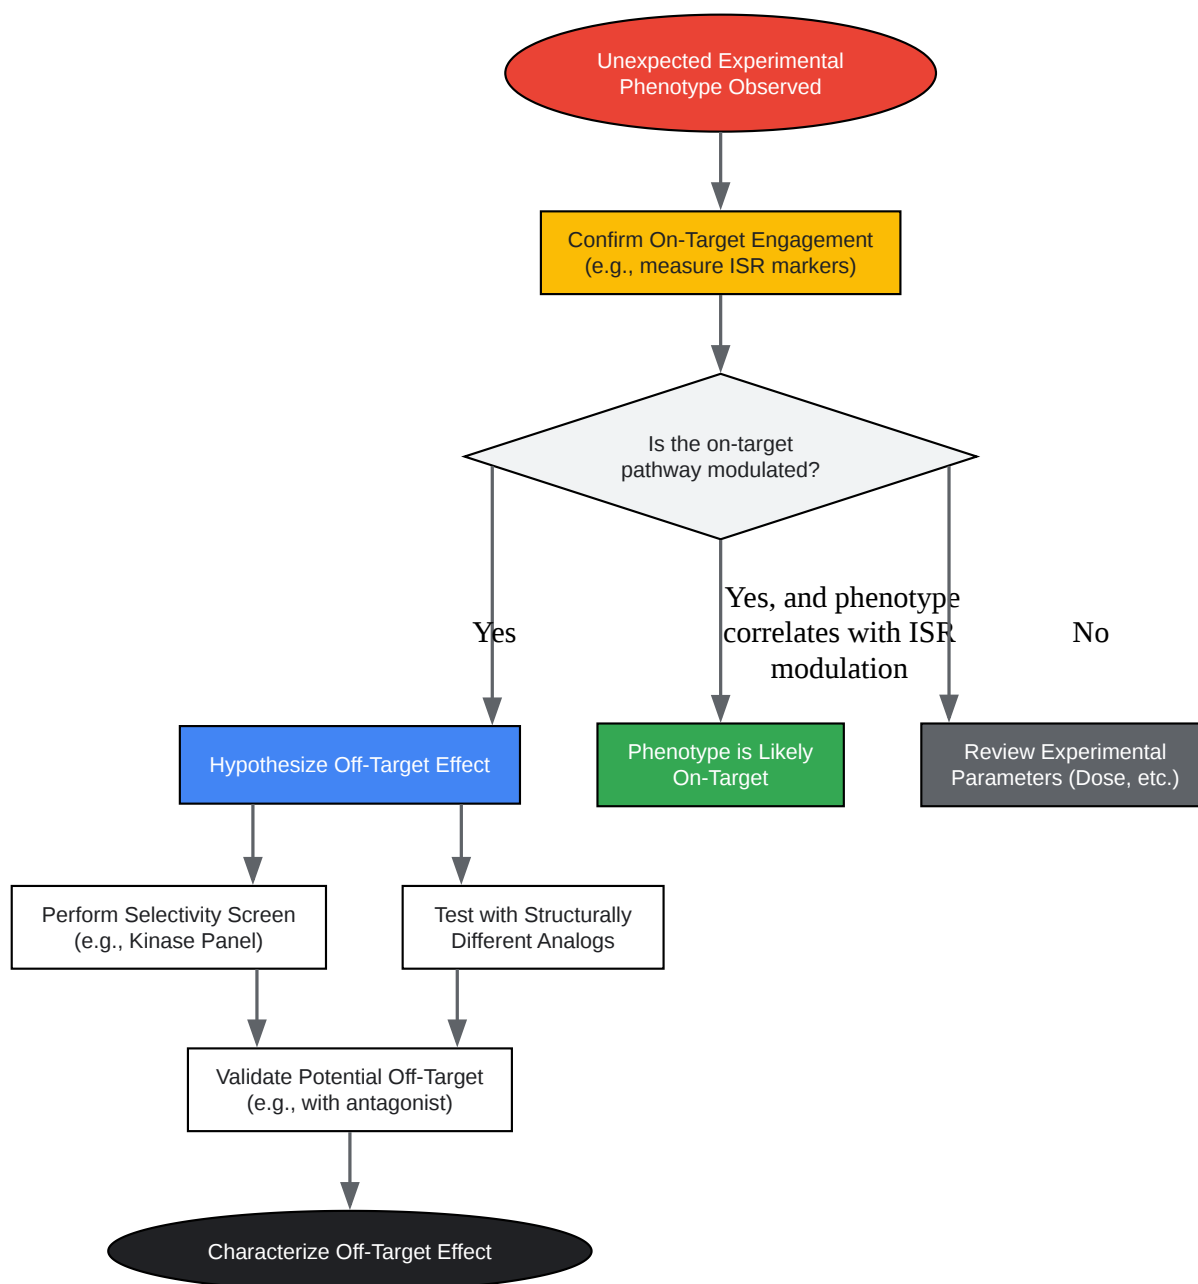 Unexpected Experimental
Phenotype Observed
Confirm On-Target Engagement
(e.g., measure ISR markers)
Is the on-target
pathway modulated?
Yes
Yes, and phenotype
correlates with ISR
modulation
No
Hypothesize Off-Target Effect
Phenotype is Likely
On-Target
Review Experimental
Parameters (Dose, etc.)
Perform Selectivity Screen
(e.g., Kinase Panel)
Test with Structurally
Different Analogs
Validate Potential Off-Target
(e.g., with antagonist)
Characterize Off-Target Effect